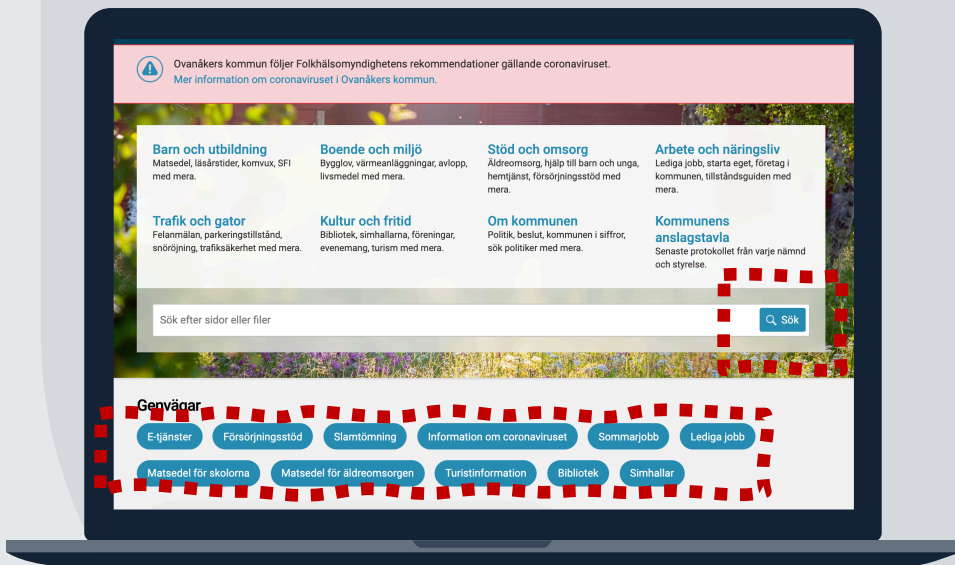 Ovanåkers kommun följer Folkhälsomyndighetens rekommendationer gällande coronaviruset.
Mer information om coronaviruset i Ovanåkers kommun.
Barn och utbildning
Matsedel, läsårstider, komvux, SFI
med mera.
Boende och miljö
Bygglov, värmeanläggningar, avlopp,
livsmedel med mera.
Stöd och omsorg
Äldreomsorg, hjälp till barn och unga,
hemtjänst, försörjningsstöd med
mera.
Arbete och näringsliv
Lediga jobb, starta eget, företag i
kommunen, tillståndsguiden med
mera.
Trafik och gator
Felanmälan, parkeringstillstånd,
snöröjning, trafiksäkerhet med mera.
Kultur och fritid
Bibliotek, simhallarna, föreningar,
evenemang, turism med mera.
Om kommunen
Politik, beslut, kommunen i siffror,
sök politiker med mera.
Kommunens
anslagstavla
Senaste protokollet från varje nämnd
och styrelse.
Sök efter sidor eller filer
Sök
Genvägar
E-tjänster
Försörjningsstöd
Slamtömning
Information om coronaviruset
Sommarjobb
Lediga jobb
Matsedel för skolorna
Matsedel för äldreomsorgen
Turistinformation
Bibliotek
Simhallar